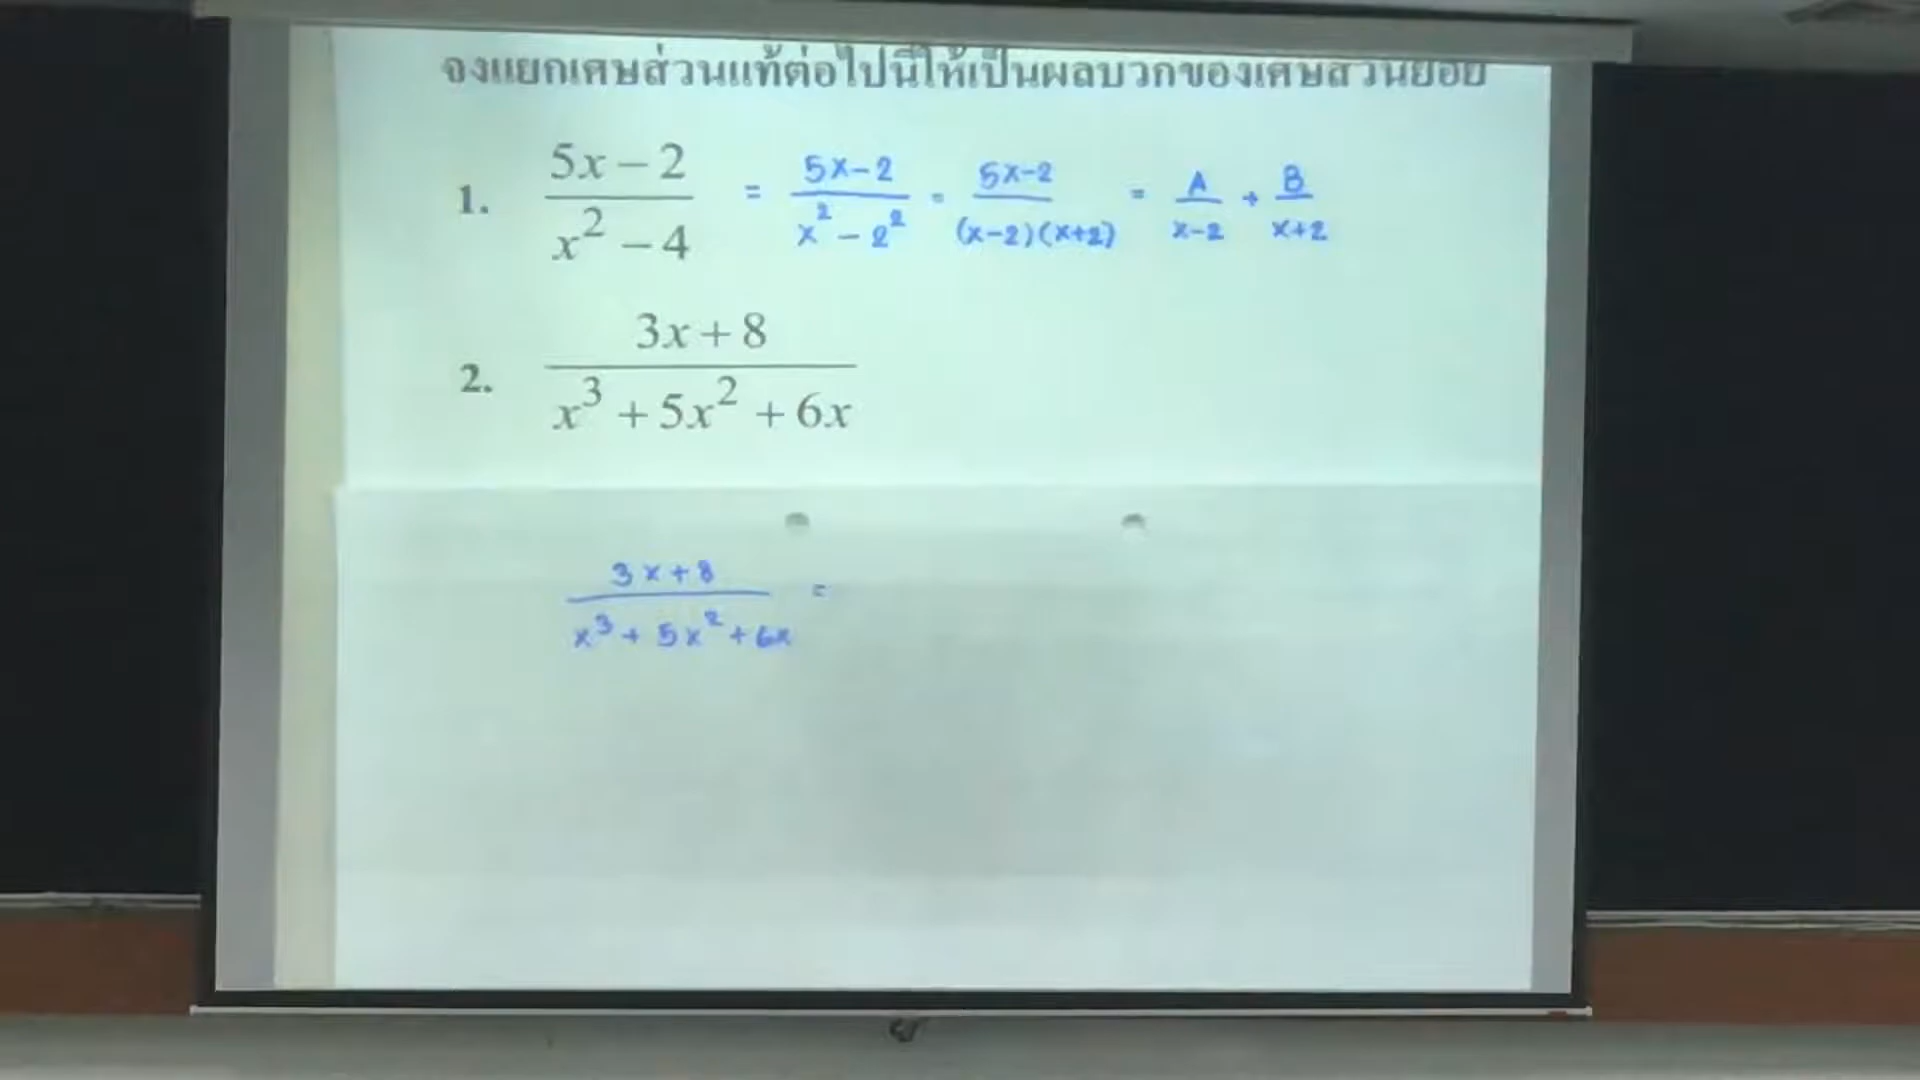 จงแยกเศษส่วนแท้ต่อไปนี้ให้เป็นผลบวกของเศษส่วนย่อย
1. (5x − 2)/(x² − 4) = (5x−2)/(x² − 2²) = (5x−2)/((x−2)(x+2)) = A/(x−2) + B/(x+2)
2. (3x + 8)/(x³ + 5x² + 6x)
(3x+8)/(x³ + 5x² + 6x) =